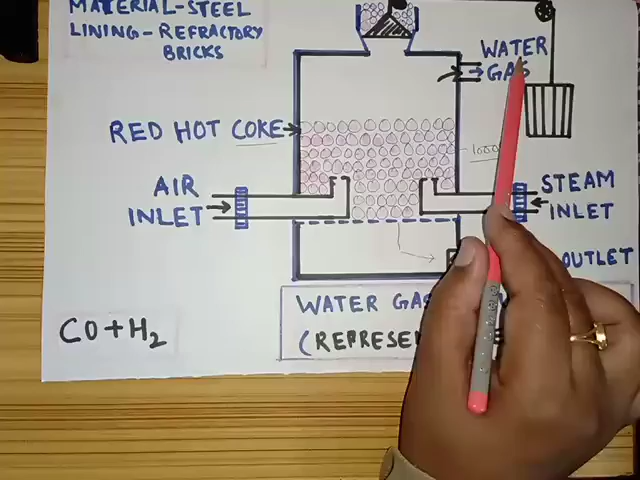 MATERIAL-STEEL
LINING-REFRACTORY
BRICKS
WATER
GAS
RED HOT COKE
AIR
INLET
STEAM
INLET
OUTLET
WATER GAS
CO+H2